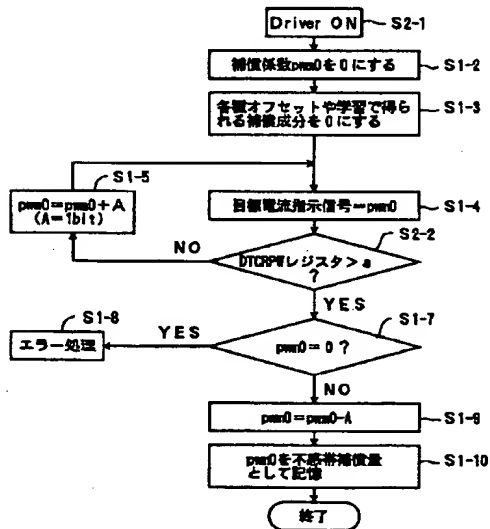 Driver ON
S2-1
補償係数pwm0を0にする
S1-2
各種オフセットや学習で得ら
れる補償成分を0にする
S1-3
S1-5
pwm0=pwm0+A
(A=1bit)
目標電流指示信号=pwm0
S1-4
S2-2
NO
DTCRPWレジスタ> a
?
YES
S1-8
YES
S1-7
エラー処理
pwm0=0?
NO
pwm0=pwm0-A
S1-9
pwm0を不感帯補償量
として記憶
S1-10
終了